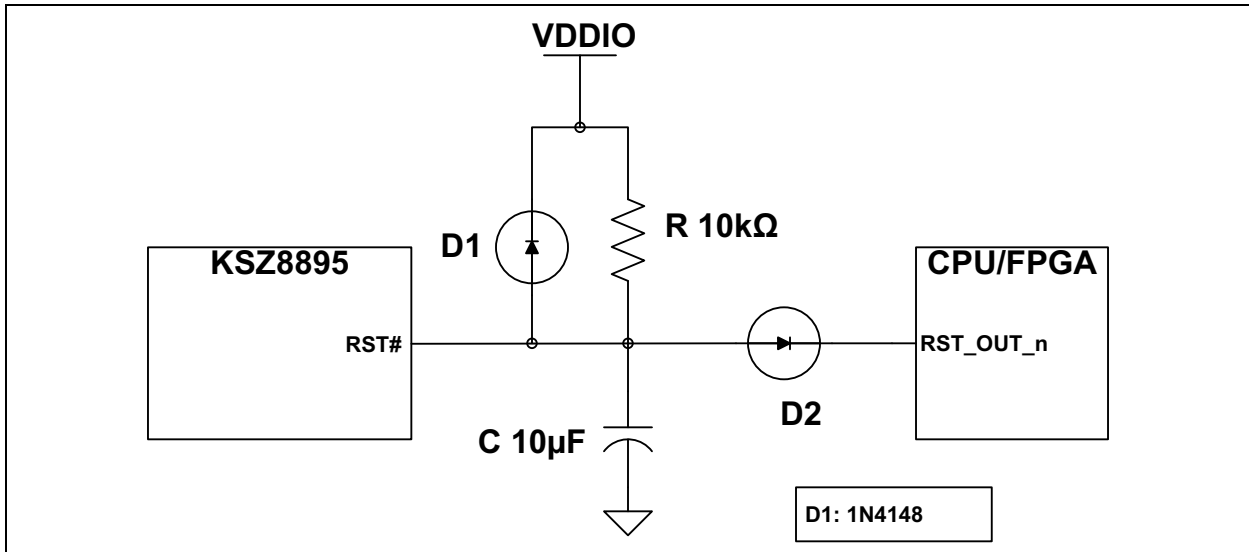 VDDIO
D1
R 10kΩ
KSZ8895
CPU/FPGA
RST#
RST_OUT_n
D2
C 10µF
D1: 1N4148